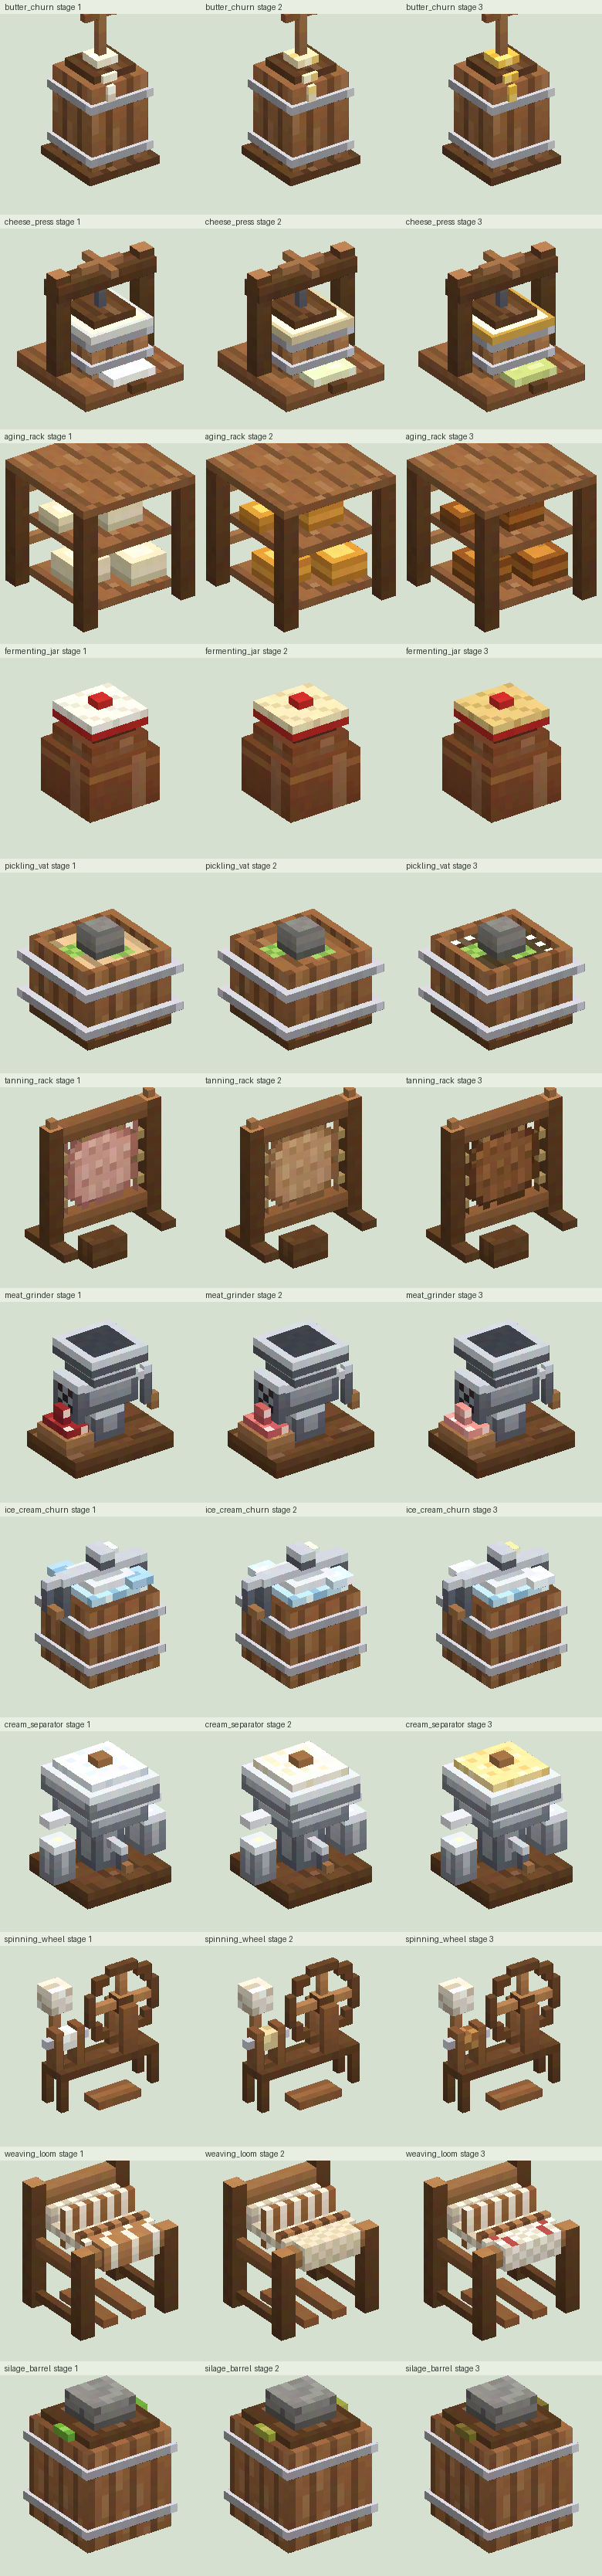 butter_churn stage 1
butter_churn stage 2
butter_churn stage 3
cheese_press stage 1
cheese_press stage 2
cheese_press stage 3
aging_rack stage 1
aging_rack stage 2
aging_rack stage 3
fermenting_jar stage 1
fermenting_jar stage 2
fermenting_jar stage 3
pickling_vat stage 1
pickling_vat stage 2
pickling_vat stage 3
tanning_rack stage 1
tanning_rack stage 2
tanning_rack stage 3
meat_grinder stage 1
meat_grinder stage 2
meat_grinder stage 3
ice_cream_churn stage 1
ice_cream_churn stage 2
ice_cream_churn stage 3
cream_separator stage 1
cream_separator stage 2
cream_separator stage 3
spinning_wheel stage 1
spinning_wheel stage 2
spinning_wheel stage 3
weaving_loom stage 1
weaving_loom stage 2
weaving_loom stage 3
silage_barrel stage 1
silage_barrel stage 2
silage_barrel stage 3